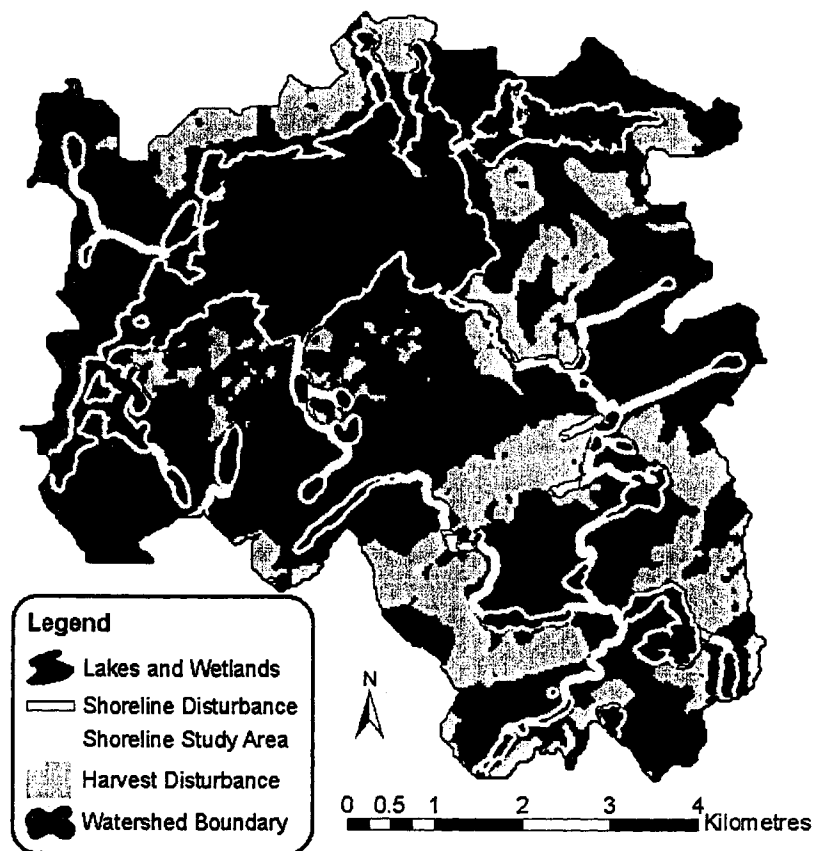 Legend
Lakes and Wetlands
Shoreline Disturbance
Shoreline Study Area
Harvest Disturbance
Watershed Boundary
N
0 0.5 1 2 3 4
Kilometres